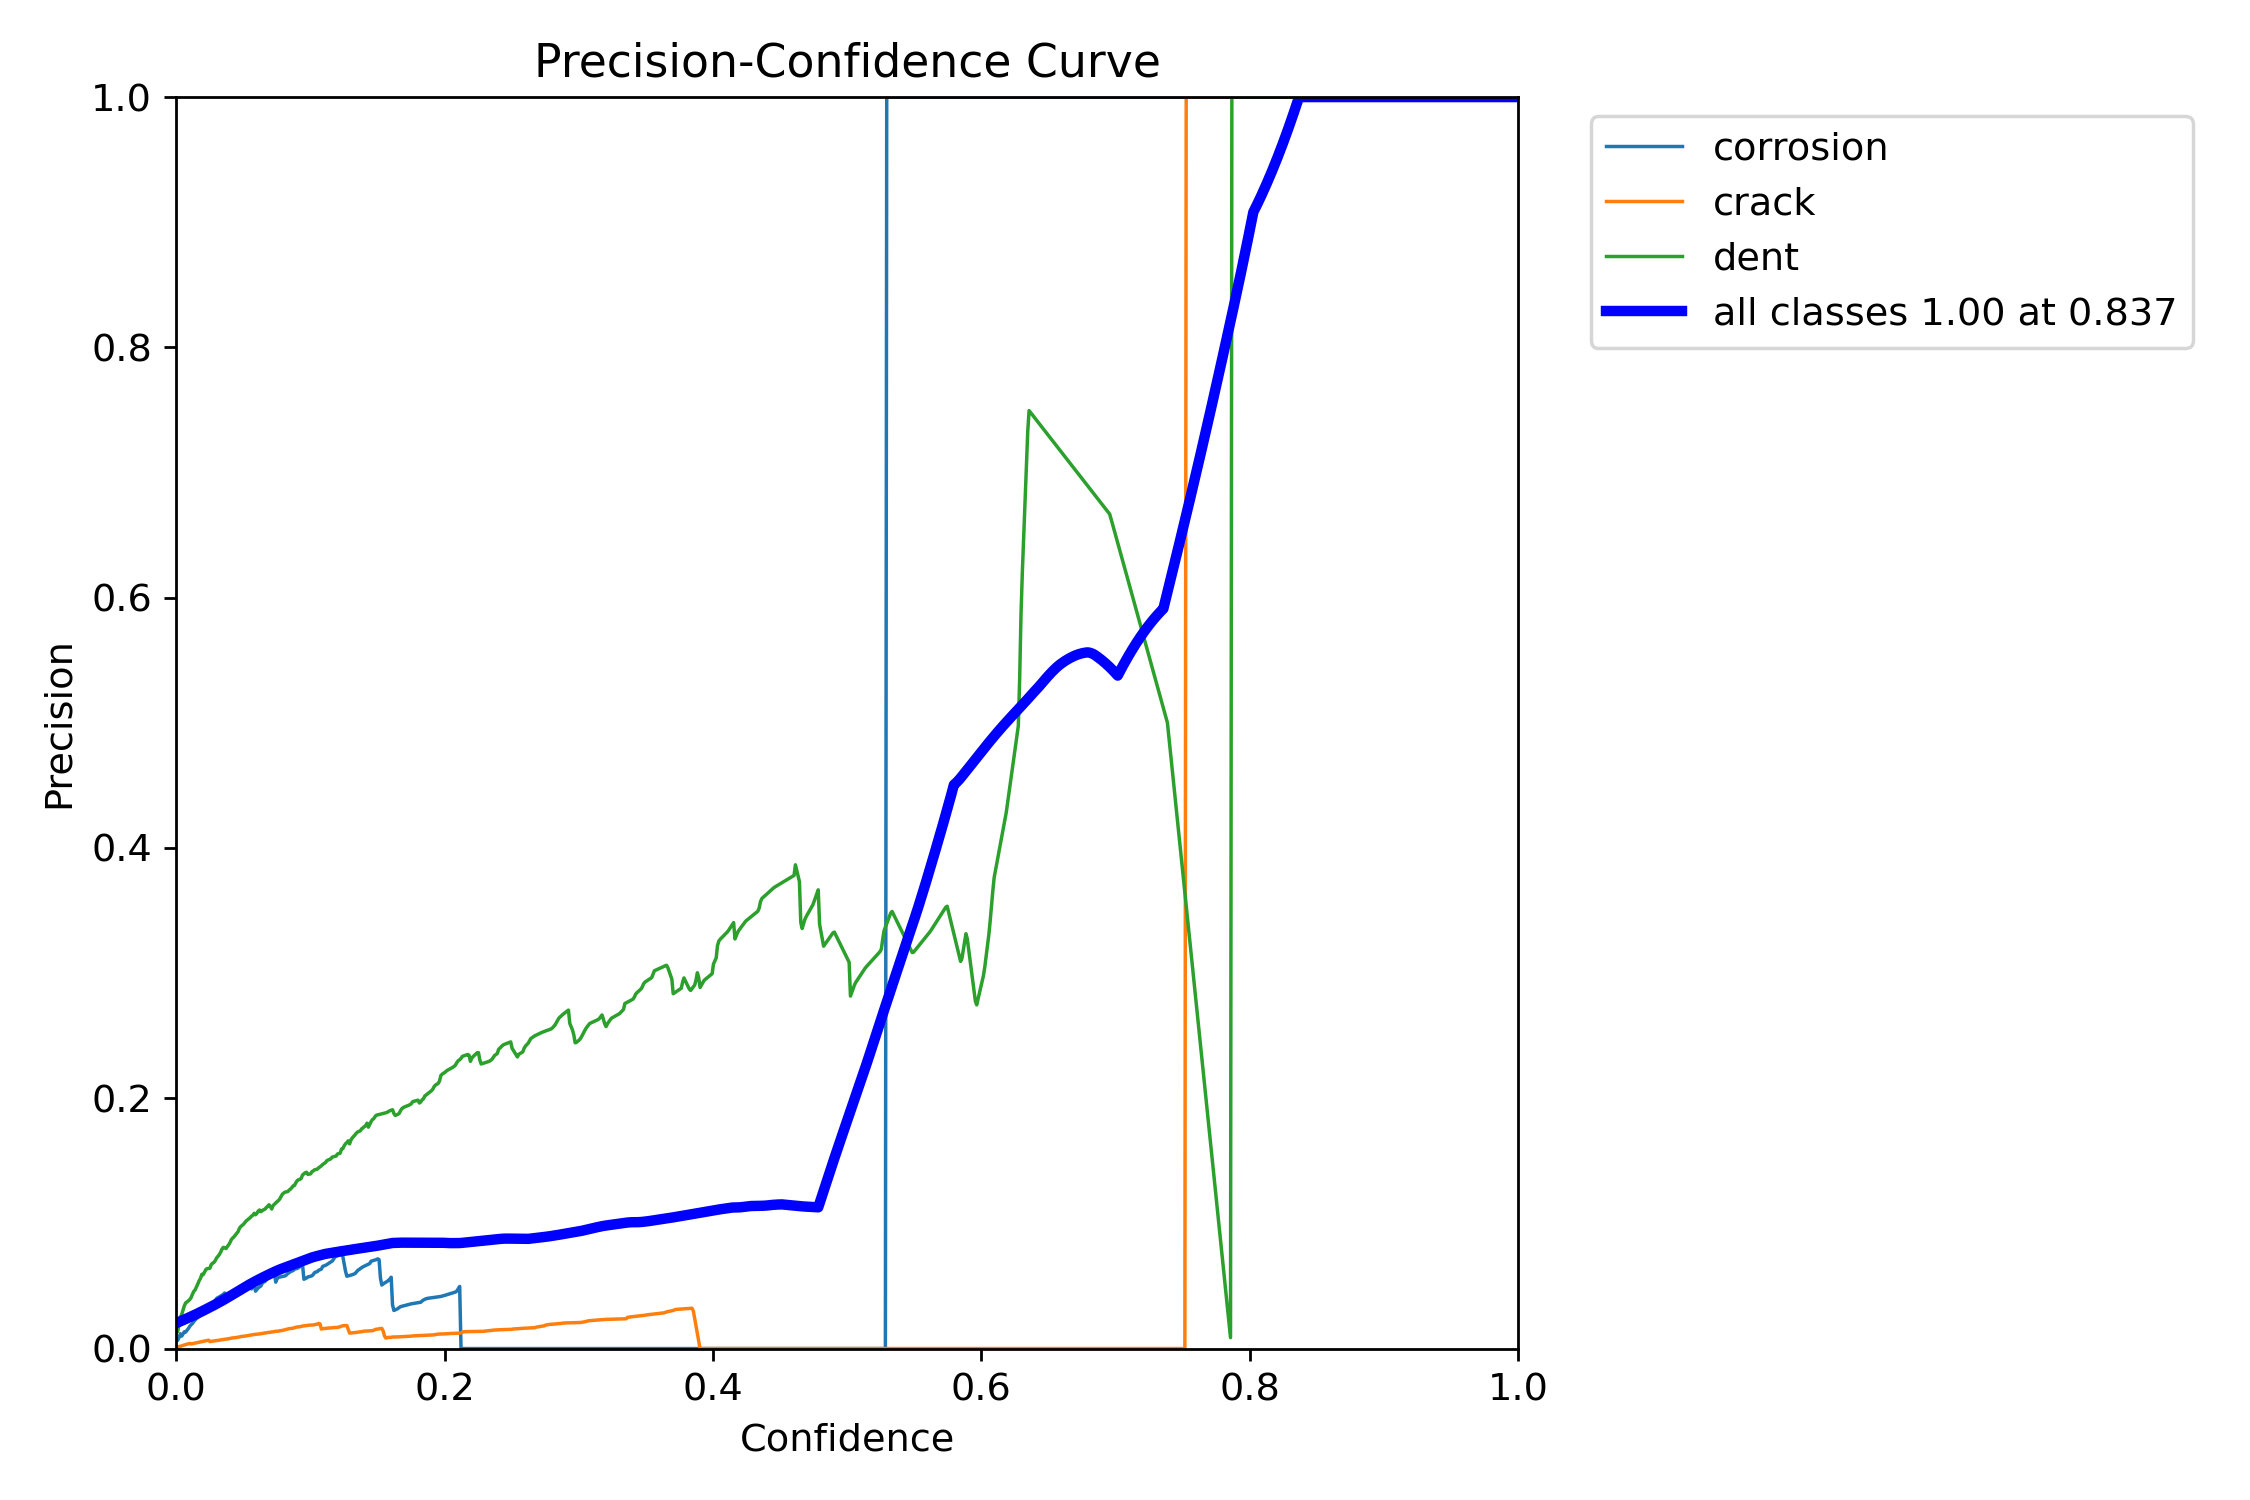 Precision-Confidence Curve
1.0
0.8
0.6
0.4
0.2
0.0
Precision
0.0 0.2 0.4 0.6 0.8 1.0
Confidence
corrosion
crack
dent
all classes 1.00 at 0.837